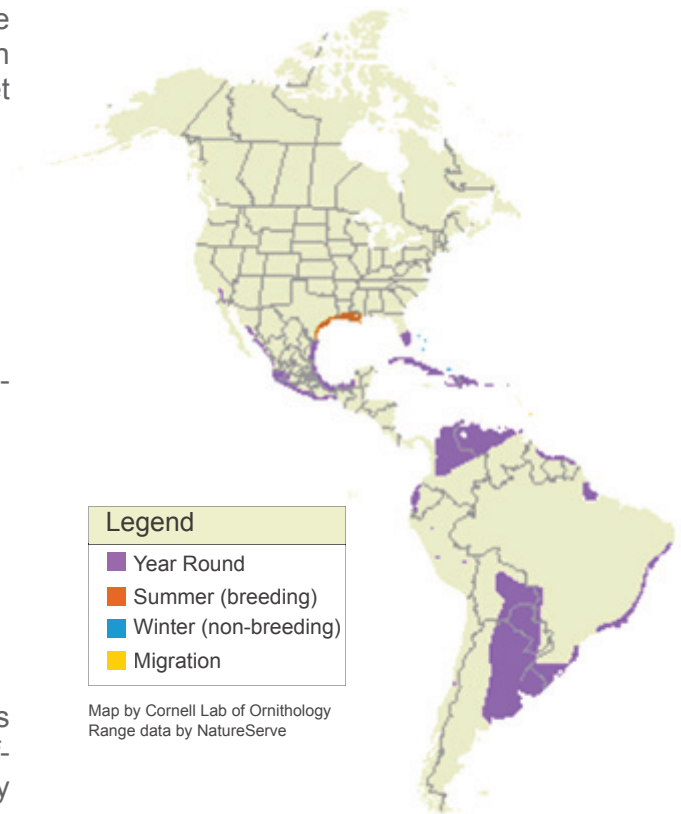 e
n
et
-
Legend
Year Round
Summer (breeding)
Winter (non-breeding)
Migration
Map by Cornell Lab of Ornithology
Range data by NatureServe
s
-
y